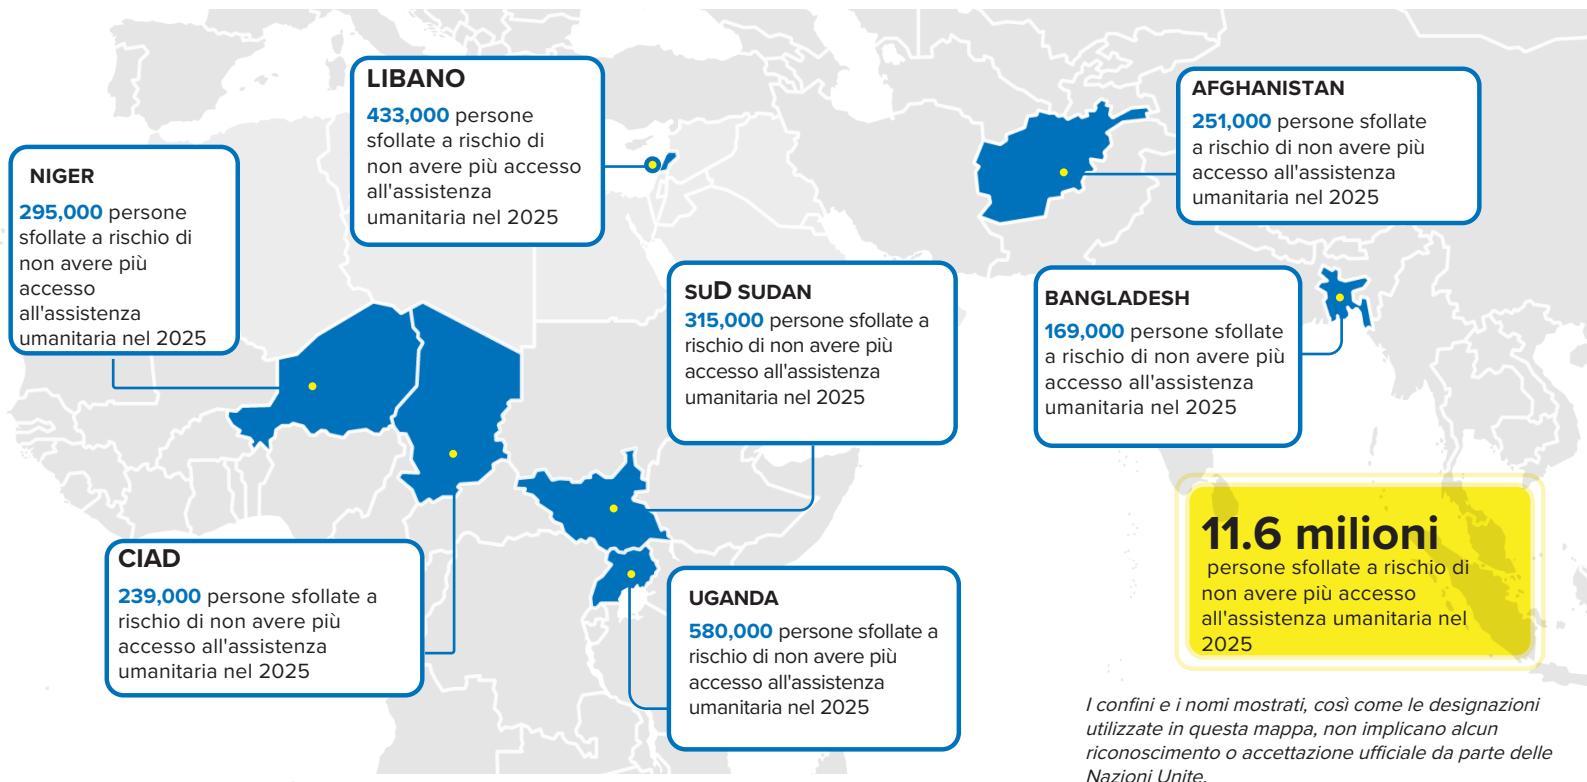 LIBANO
433,000 persone
sfollate a rischio di
non avere più accesso
all'assistenza
umanitaria nel 2025
AFGHANISTAN
251,000 persone sfollate
a rischio di non avere più
accesso all'assistenza
umanitaria nel 2025
NIGER
295,000 persone
sfollate a rischio di
non avere più
accesso
all'assistenza
umanitaria nel 2025
suD SUDAN
315,000 persone sfollate a
rischio di non avere più
accesso all'assistenza
umanitaria nel 2025
BANGLADESH
169,000 persone sfollate
a rischio di non avere più
accesso all'assistenza
umanitaria nel 2025
CIAD
239,000 persone sfollate a
rischio di non avere più
accesso all'assistenza
umanitaria nel 2025
UGANDA
580,000 persone sfollate a
rischio di non avere più
accesso all'assistenza
umanitaria nel 2025
11.6 milioni
persone sfollate a rischio di
non avere più accesso
all'assistenza umanitaria nel
2025
I confini e i nomi mostrati, così come le designazioni
utilizzate in questa mappa, non implicano alcun
riconoscimento o accettazione ufficiale da parte delle
Nazioni Unite.